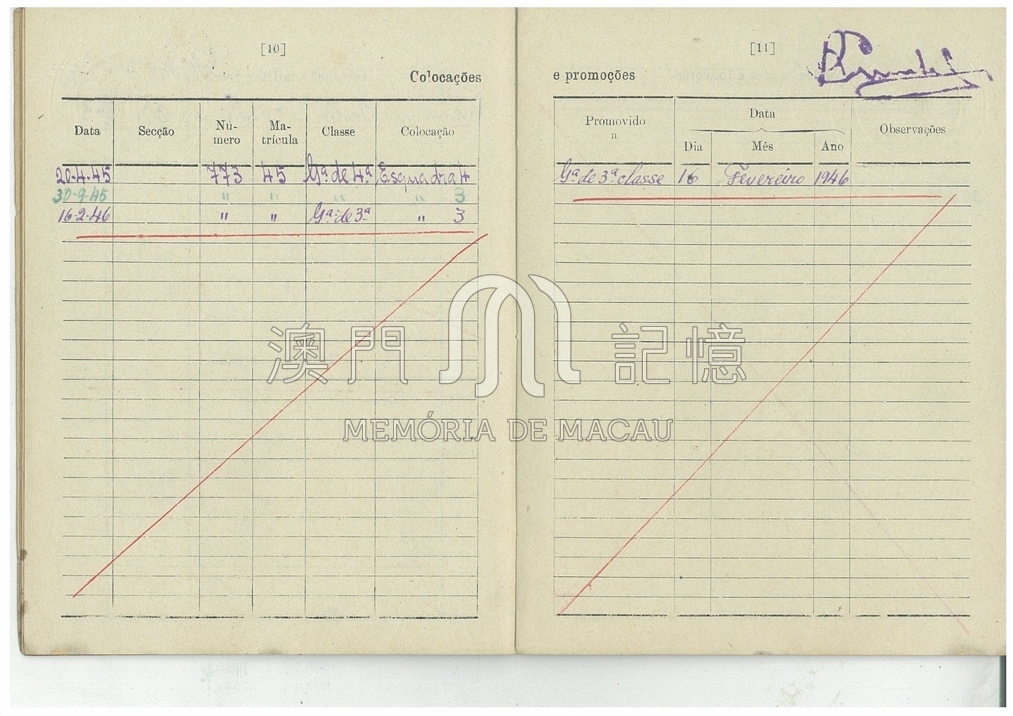 [10]
Colocações
Data Secção Nú-mero Ma-trícula Classe Colocação
20-4-45 773 45 Gª de 4ª Esquadra 4
30-9-45 " " " " 3
16-2-46 " " Gª de 3ª " 3
[11]
e promoções
Promovido a Data Observações
Dia Mês Ano
Gª de 3ª classe 16 Fevereiro 1946
澳門 記憶
MEMÓRIA DE MACAU